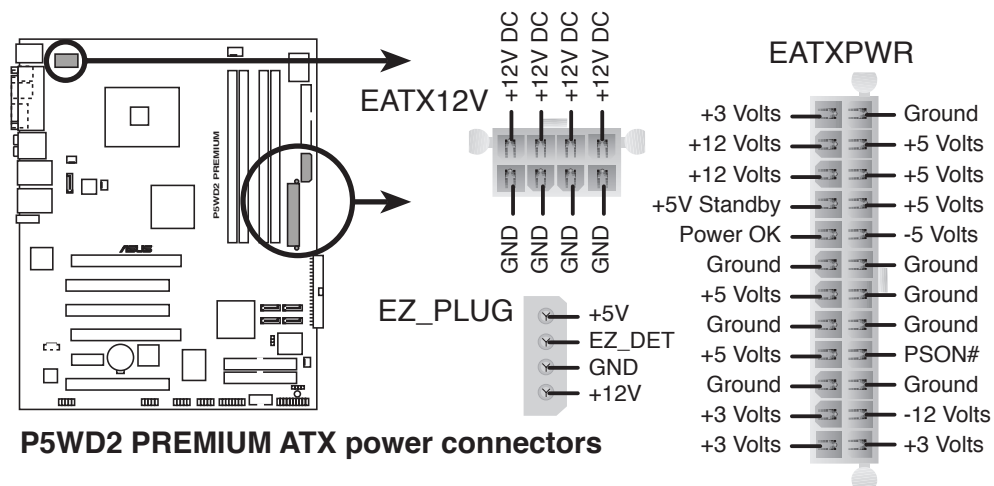 P5WD2 PREMIUM
/ISUS
EATX12V
+12V DC
+12V DC
+12V DC
+12V DC
GND
GND
GND
GND
EZ_PLUG
+5V
EZ_DET
GND
+12V
EATXPWR
+3 Volts
Ground
+12 Volts
+5 Volts
+12 Volts
+5 Volts
+5V Standby
+5 Volts
Power OK
-5 Volts
Ground
Ground
+5 Volts
Ground
Ground
Ground
+5 Volts
PSON#
Ground
Ground
+3 Volts
-12 Volts
+3 Volts
+3 Volts
P5WD2 PREMIUM ATX power connectors